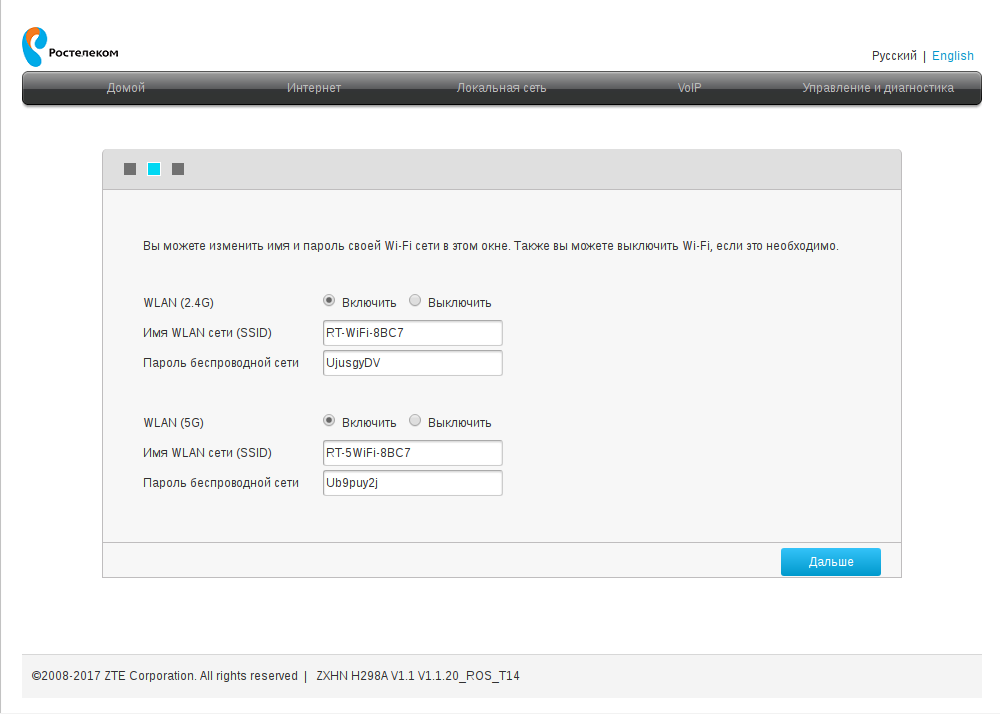 Ростелеком
Русский | English
Домой Интернет Локальная сеть VoIP Управление и диагностика
Вы можете изменить имя и пароль своей Wi-Fi сети в этом окне. Также вы можете выключить Wi-Fi, если это необходимо.
WLAN (2.4G) Включить Выключить
Имя WLAN сети (SSID) RT-WiFi-8BC7
Пароль беспроводной сети UjusgyDV
WLAN (5G) Включить Выключить
Имя WLAN сети (SSID) RT-5WiFi-8BC7
Пароль беспроводной сети Ub9puy2j
Дальше
©2008-2017 ZTE Corporation. All rights reserved | ZXHN H298A V1.1 V1.1.20_ROS_T14